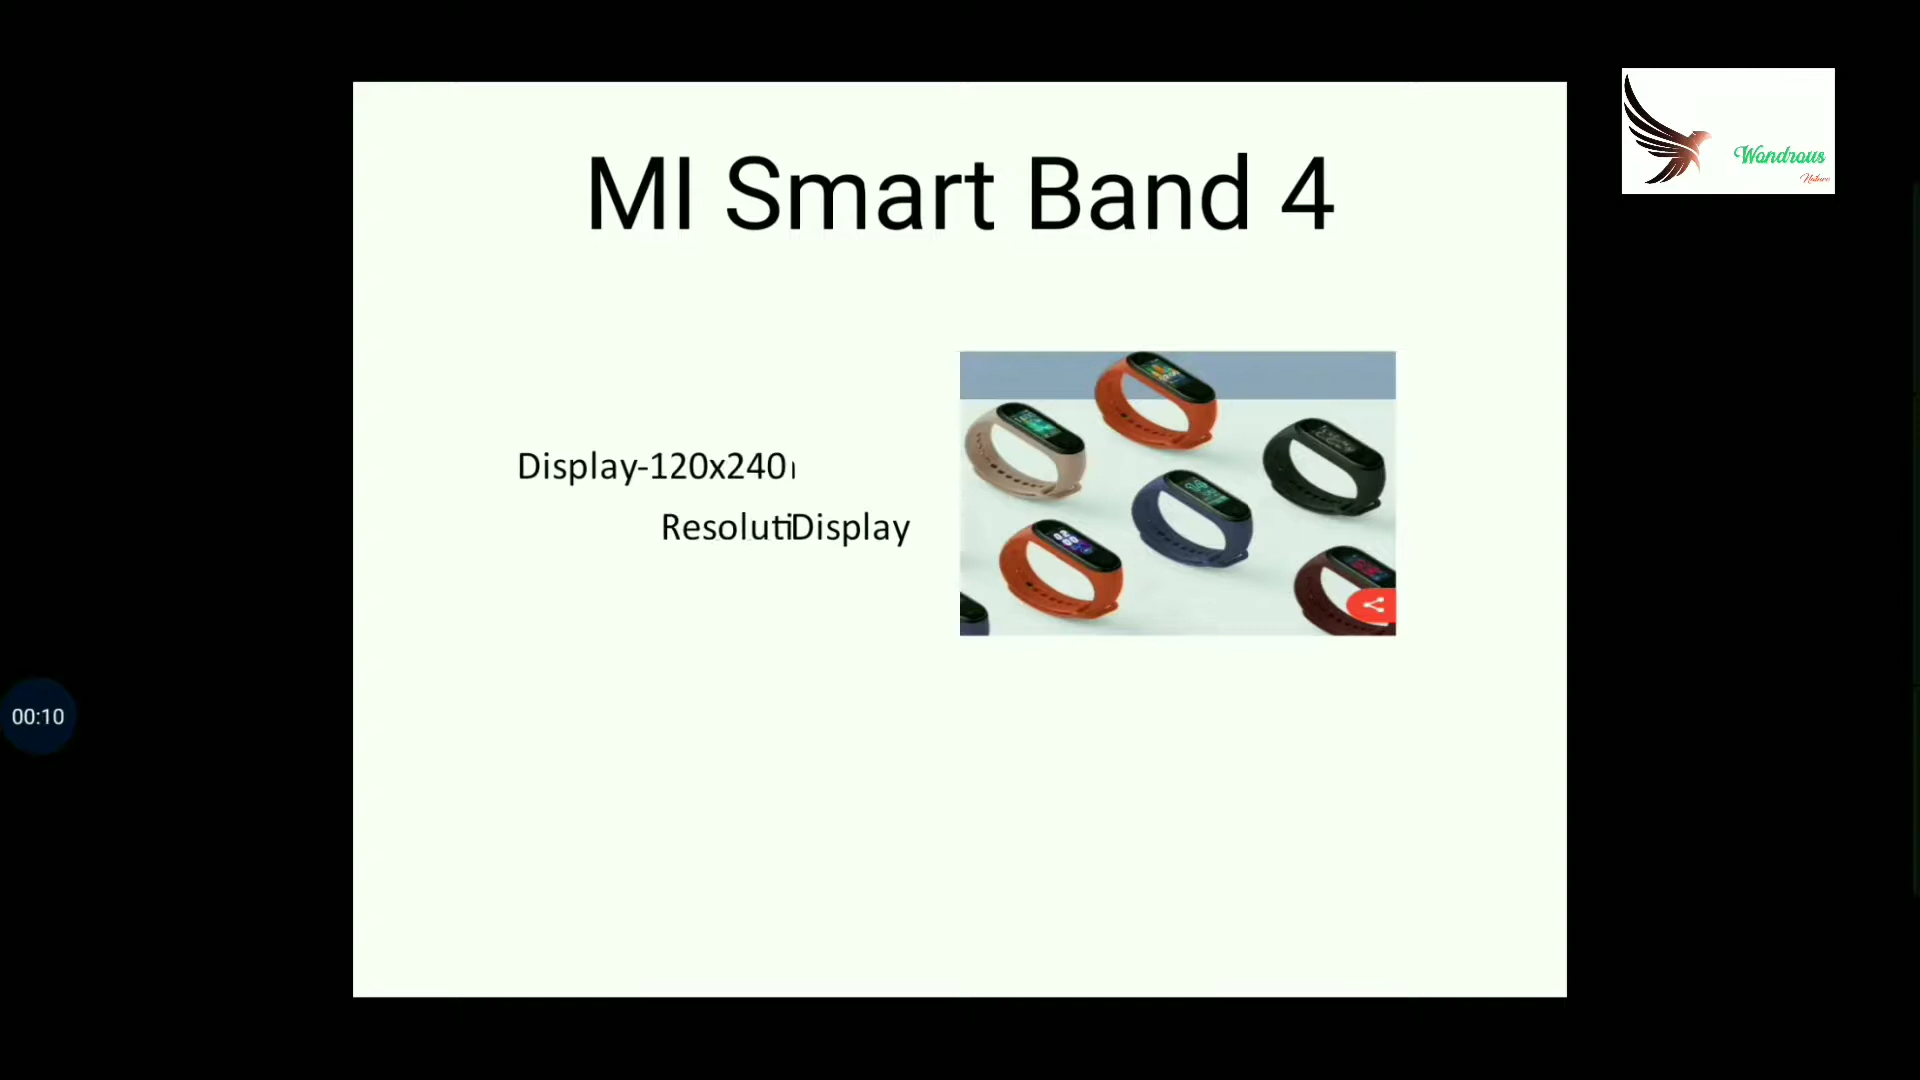 MI Smart Band 4
Wondrous
Nature
Display-120x240
ResolutiDisplay
00:10